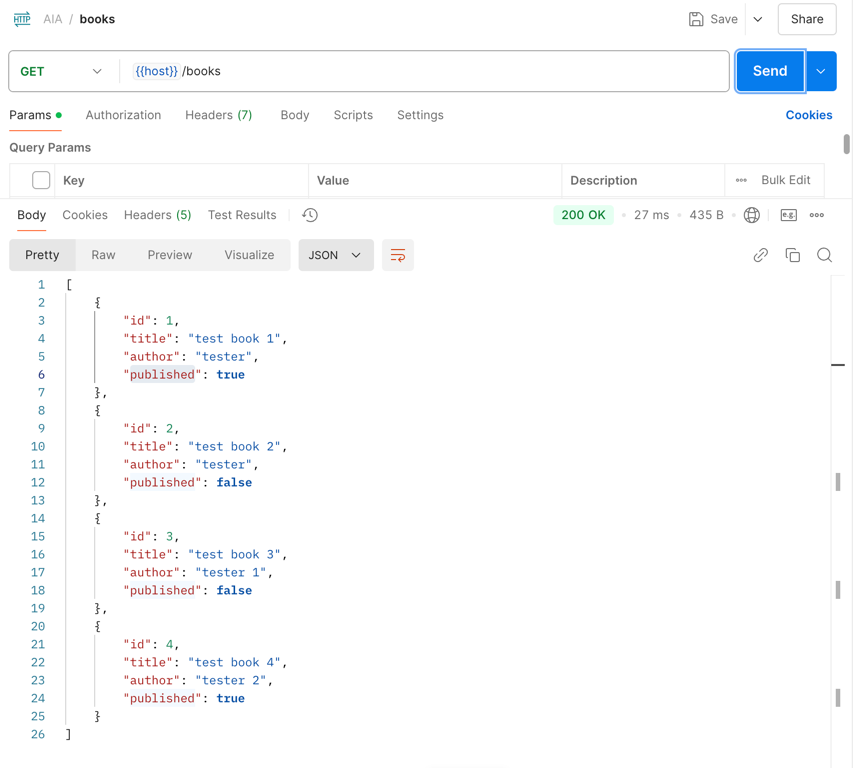 HTTP AIA / books Save Share
GET {{host}} /books Send
Params Authorization Headers (7) Body Scripts Settings Cookies
Query Params
Key Value Description Bulk Edit
Body Cookies Headers (5) Test Results 200 OK 27 ms 435 B e.g.
Pretty Raw Preview Visualize JSON
1 [
2 {
3 "id": 1,
4 "title": "test book 1",
5 "author": "tester",
6 "published": true
7 },
8 {
9 "id": 2,
10 "title": "test book 2",
11 "author": "tester",
12 "published": false
13 },
14 {
15 "id": 3,
16 "title": "test book 3",
17 "author": "tester 1",
18 "published": false
19 },
20 {
21 "id": 4,
22 "title": "test book 4",
23 "author": "tester 2",
24 "published": true
25 }
26 ]